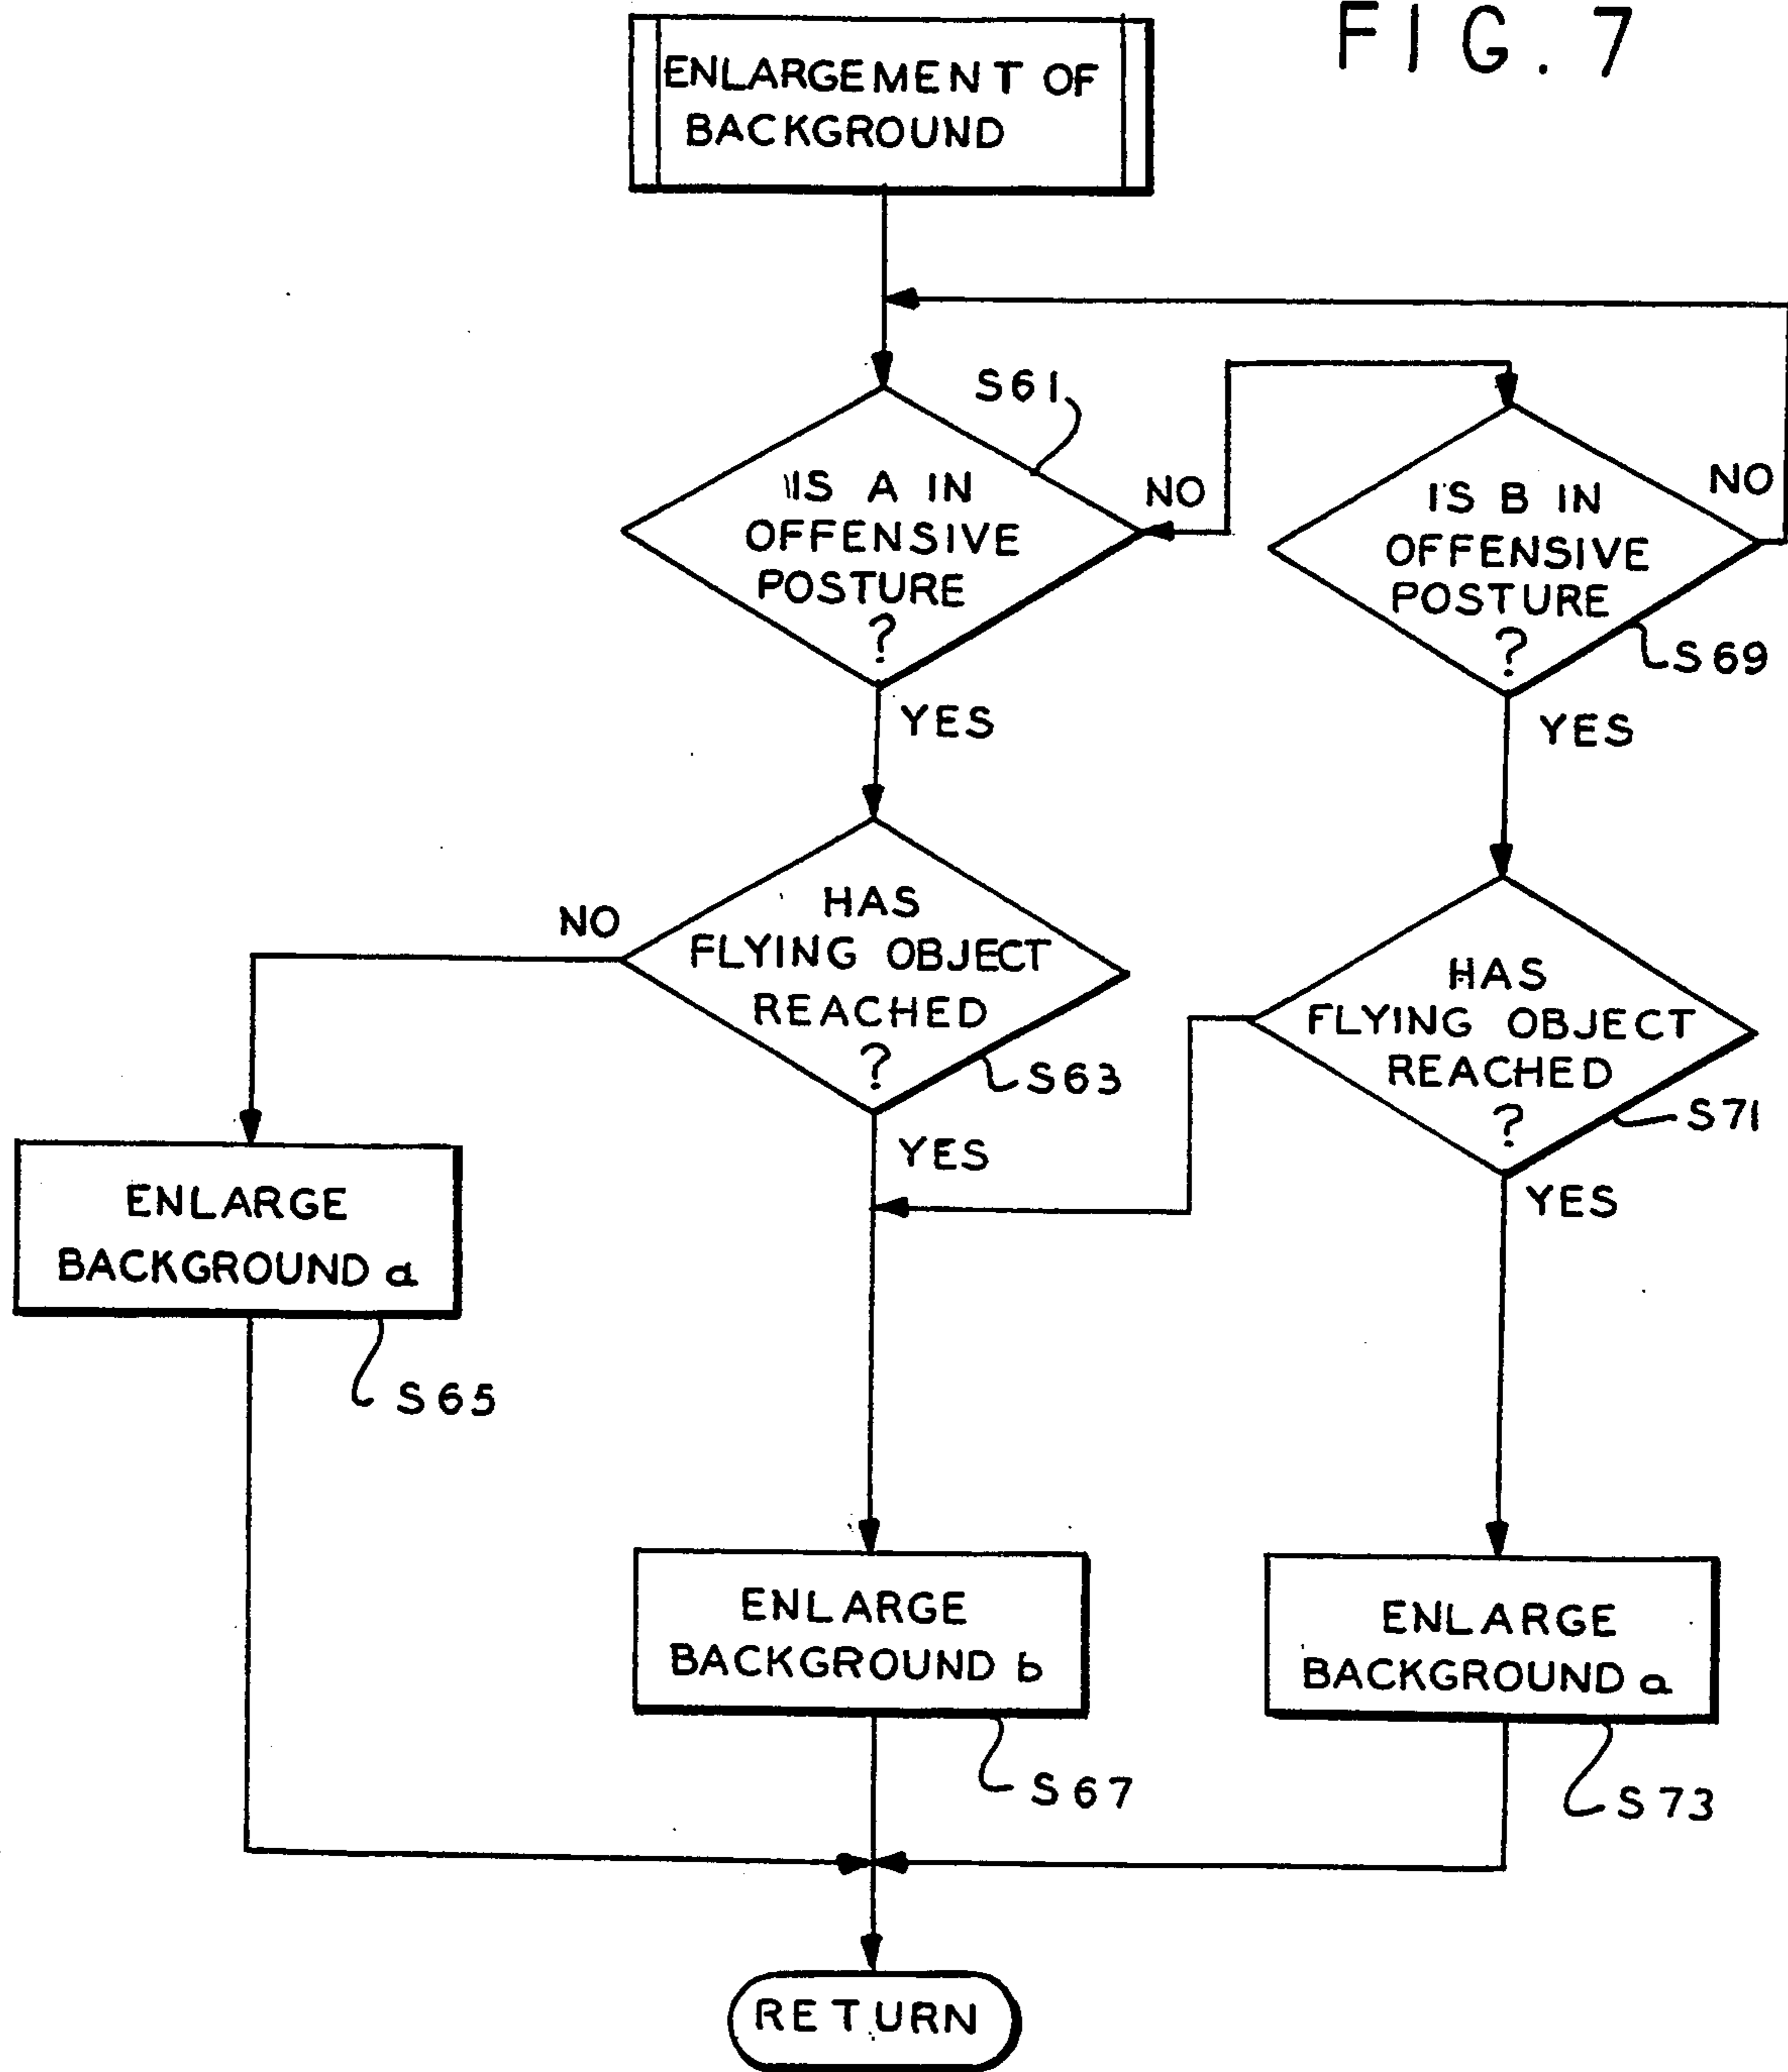 FIG. 7
ENLARGEMENT OF
BACKGROUND
S61
IS A IN
OFFENSIVE
POSTURE
?
NO
IS B IN
OFFENSIVE
POSTURE
?
NO
S69
YES
YES
HAS
FLYING OBJECT
REACHED
?
NO
S63
HAS
FLYING OBJECT
REACHED
?
S71
YES
YES
ENLARGE
BACKGROUND a
S65
ENLARGE
BACKGROUND b
S67
ENLARGE
BACKGROUND a
S73
RETURN